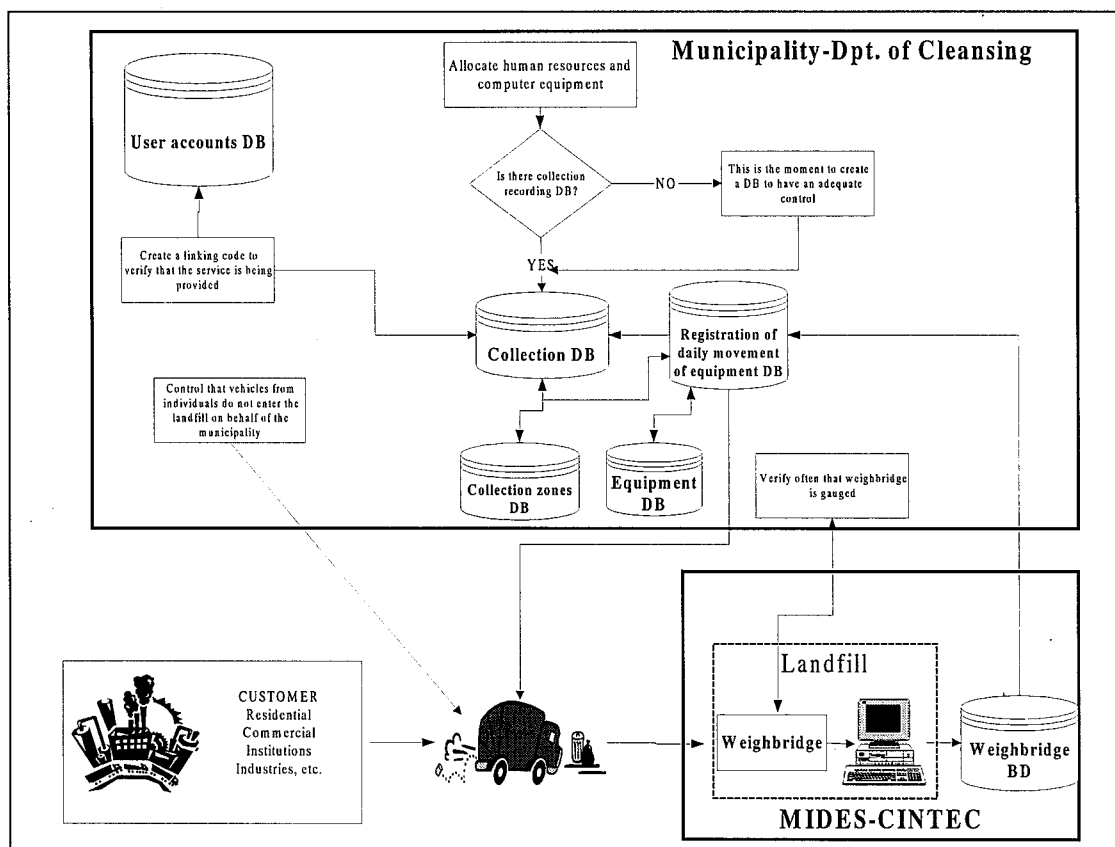 Municipality-Dpt. of Cleansing
Allocate human resources and
computer equipment
User accounts DB
Is there collection
recording DB?
NO
This is the moment to create
a DB to have an adequate
control
Create a linking code to
verify that the service is being
provided
YES
Collection DB
Registration of
daily movement
of equipment DB
Control that vehicles from
individuals do not enter the
landfill on behalf of the
municipality
Collection zones
DB
Equipment
DB
Verify often that weighbridge
is gauged
CUSTOMER
Residential
Commercial
Institutions
Industries, etc.
Landfill
Weighbridge
Weighbridge
BD
MIDES-CINTEC